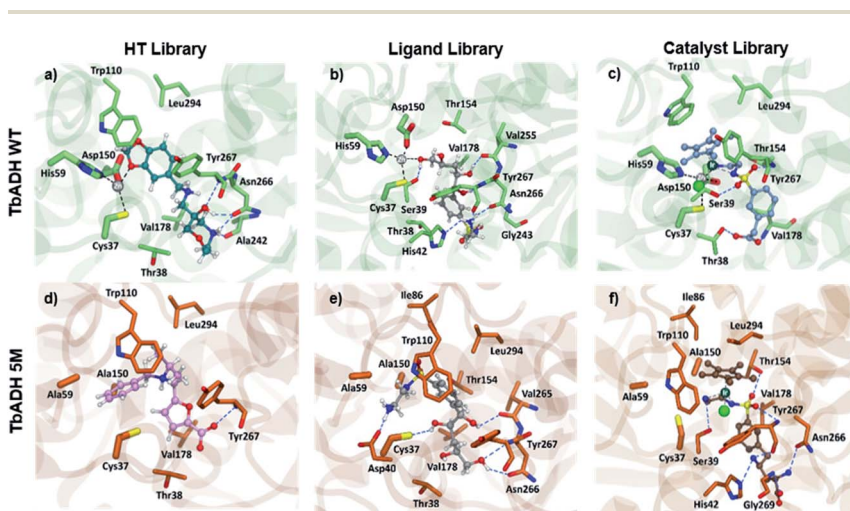 HT Library
Ligand Library
Catalyst Library
TbADH WT
a)
Trp110
Leu294
Asp150
Tyr267
His59
Asn266
Val178
Cys37
Ala242
Thr38
b)
Asp150
Thr154
His59
Val178
Val255
Tyr267
Cys37
Ser39
Asn266
Thr38
His42
Gly243
c)
Trp110
Leu294
His59
Thr154
Tyr267
Asp150
Ser39
Cys37
Val178
Thr38
TbADH 5M
d)
Trp110
Leu294
Ala150
Ala59
Tyr267
Val178
Cys37
Thr38
e)
Ile86
Trp110
Leu294
Ala150
Ala59
Thr154
Val265
Cys37
Tyr267
Asp40
Val178
Asn266
Thr38
f)
Ile86
Trp110
Leu294
Ala150
Thr154
Ala59
Val178
Tyr267
Cys37
Ser39
Asn266
His42
Gly269